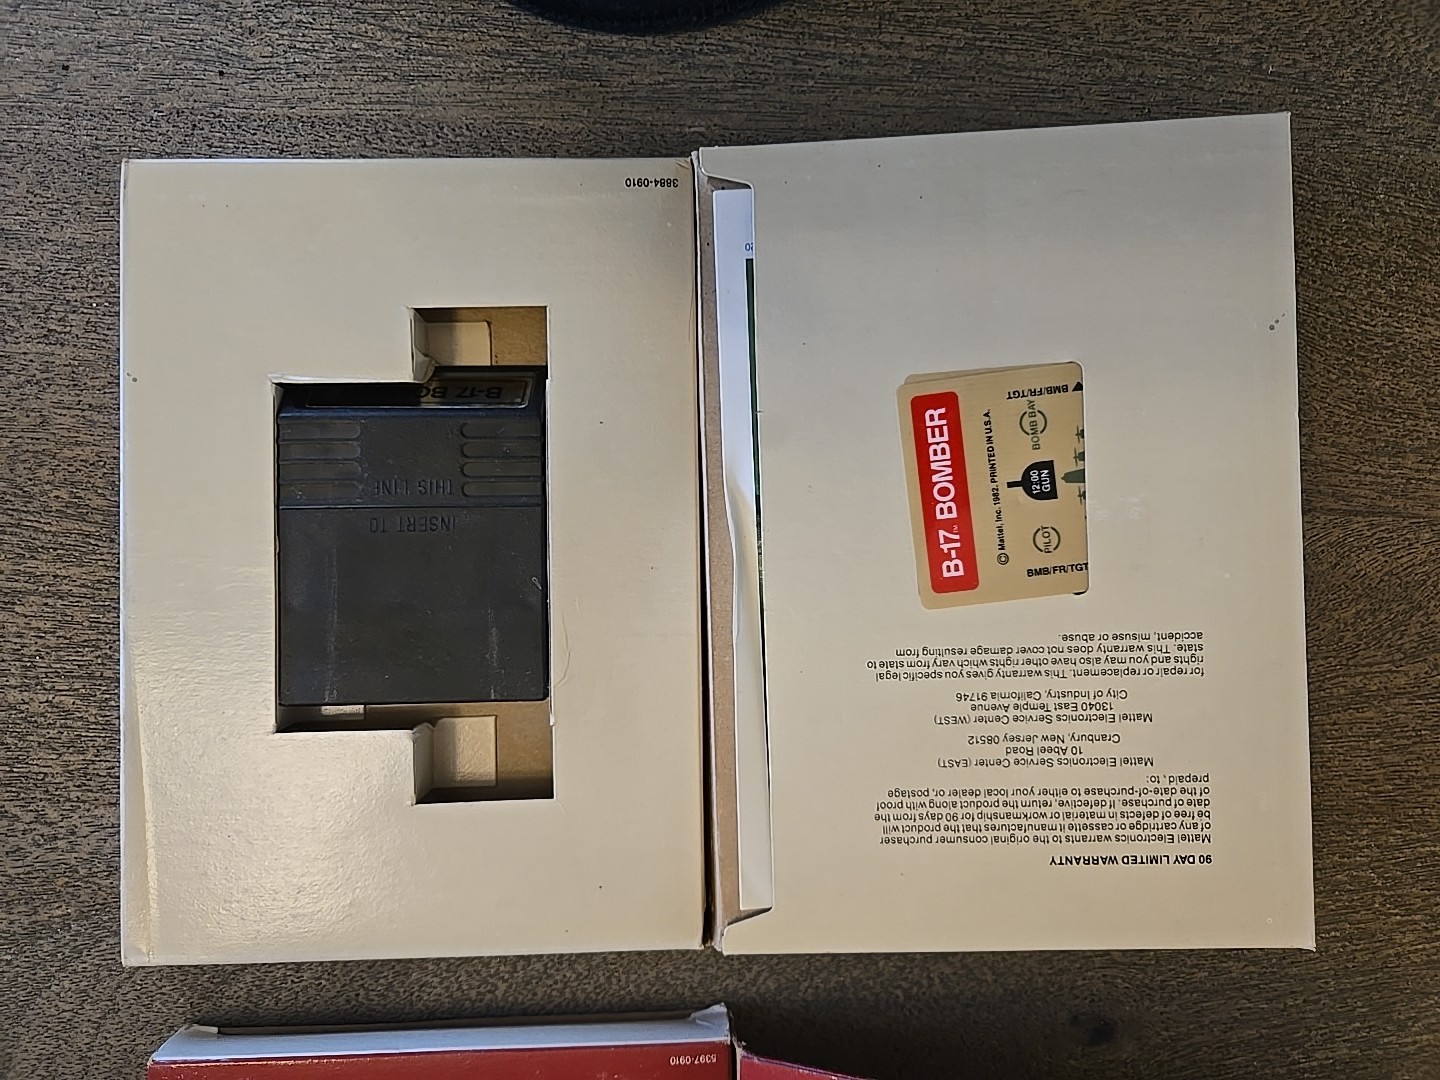 3884-0910
B-17 BO
THIS LINE
INSERT TO
20
B-17™ BOMBER
© Mattel, Inc. 1982. PRINTED IN U.S.A.
BMB/FR/TGT
PILOT
12:00
GUN
BOMB BAY
BMB/FR/TGT
90 DAY LIMITED WARRANTY
Mattel Electronics warrants to the original consumer purchaser
of any cartridge or cassette it manufactures that the product will
be free of defects in material or workmanship for 90 days from the
date of purchase. If defective, return the product along with proof
of the date-of-purchase to either your local dealer or, postage
prepaid, to:
Mattel Electronics Service Center (EAST)
10 Abeel Road
Cranbury, New Jersey 08512
Mattel Electronics Service Center (WEST)
13040 East Temple Avenue
City of Industry, California 91746
for repair or replacement. This warranty gives you specific legal
rights and you may also have other rights which vary from state to
state. This warranty does not cover damage resulting from
accident, misuse or abuse.
5397-0910